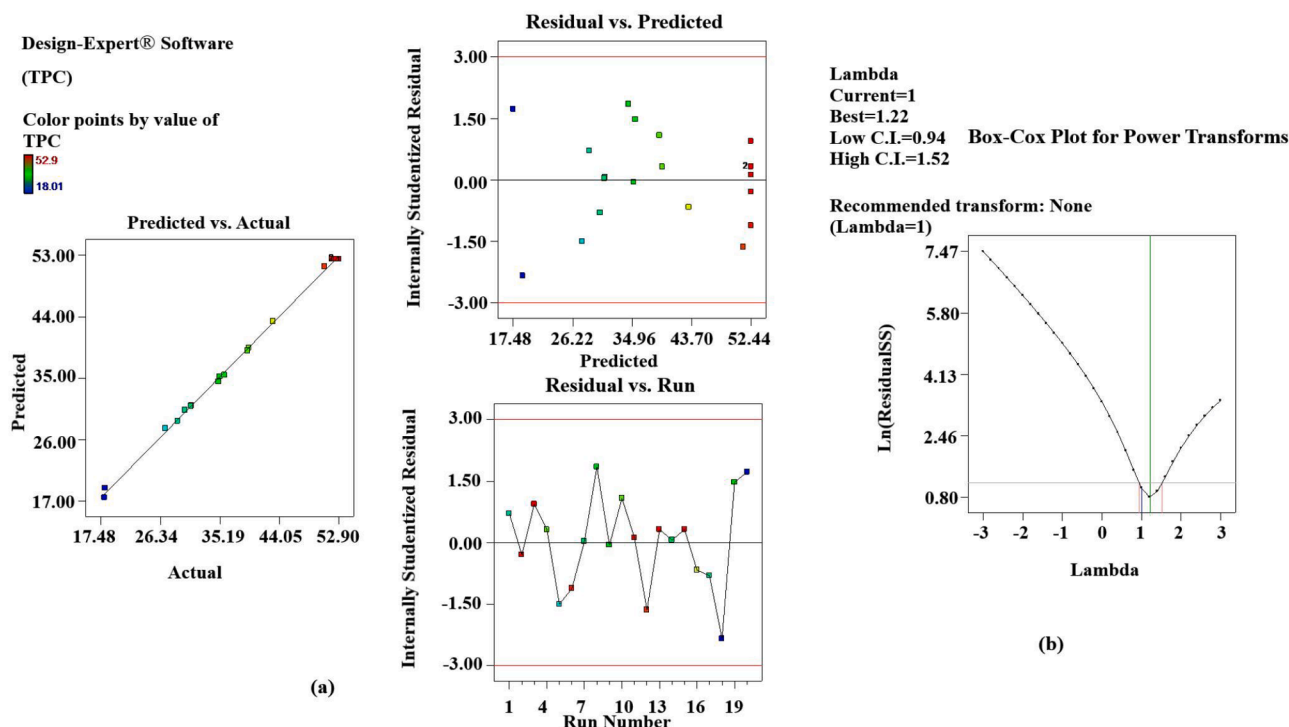 Design-Expert® Software
(TPC)
Color points by value of
TPC
52.9
18.01
Predicted vs. Actual
53.00
44.00
35.00
26.00
17.00
Predicted
17.48 26.34 35.19 44.05 52.90
Actual
(a)
Residual vs. Predicted
3.00
1.50
0.00
-1.50
-3.00
Internally Studentized Residual
2
17.48 26.22 34.96 43.70 52.44
Predicted
Residual vs. Run
3.00
1.50
0.00
-1.50
-3.00
Internally Studentized Residual
1 4 7 10 13 16 19
Run Number
Lambda
Current=1
Best=1.22
Low C.I.=0.94
High C.I.=1.52
Box-Cox Plot for Power Transforms
Recommended transform: None
(Lambda=1)
7.47
5.80
4.13
2.46
0.80
Ln(ResidualSS)
-3 -2 -1 0 1 2 3
Lambda
(b)